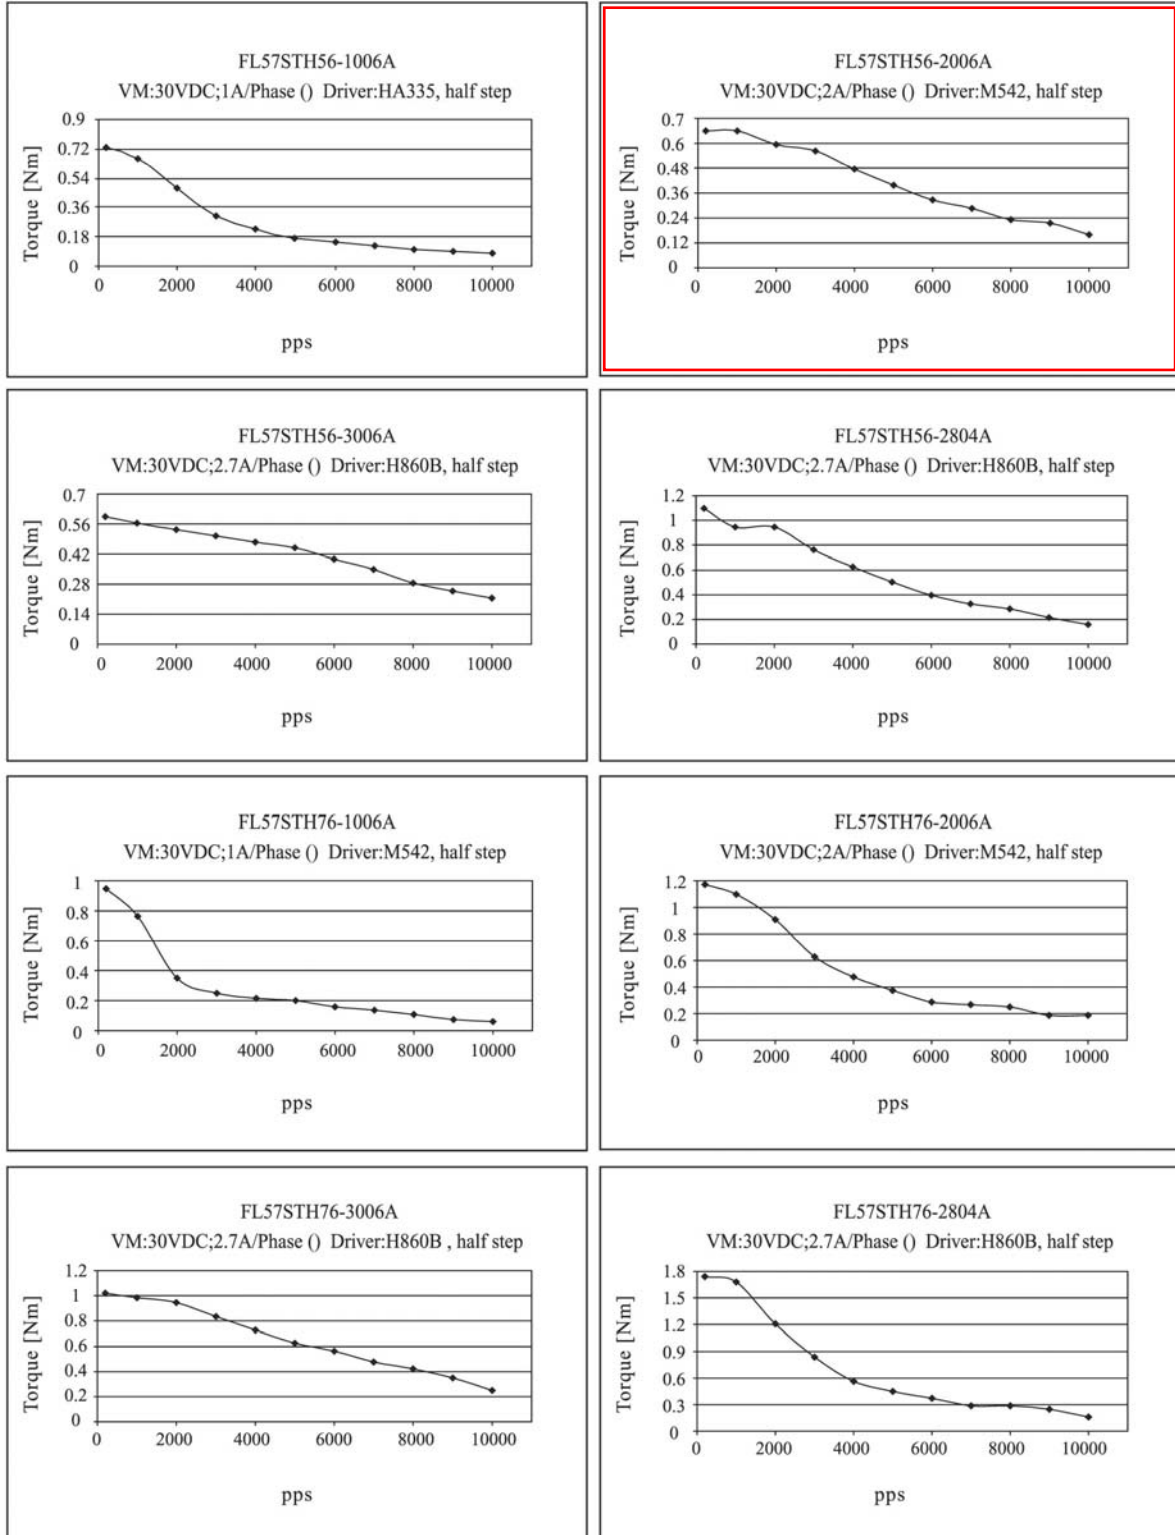 FL57STH56-1006A
VM:30VDC;1A/Phase () Driver:HA335, half step
Torque [Nm]
0.9
0.72
0.54
0.36
0.18
0
0 2000 4000 6000 8000 10000
pps
FL57STH56-2006A
VM:30VDC;2A/Phase () Driver:M542, half step
Torque [Nm]
0.7
0.6
0.48
0.36
0.24
0.12
0
0 2000 4000 6000 8000 10000
pps
FL57STH56-3006A
VM:30VDC;2.7A/Phase () Driver:H860B, half step
Torque [Nm]
0.7
0.56
0.42
0.28
0.14
0
0 2000 4000 6000 8000 10000
pps
FL57STH56-2804A
VM:30VDC;2.7A/Phase () Driver:H860B, half step
Torque [Nm]
1.2
1
0.8
0.6
0.4
0.2
0
0 2000 4000 6000 8000 10000
pps
FL57STH76-1006A
VM:30VDC;1A/Phase () Driver:M542, half step
Torque [Nm]
1
0.8
0.6
0.4
0.2
0
0 2000 4000 6000 8000 10000
pps
FL57STH76-2006A
VM:30VDC;2A/Phase () Driver:M542, half step
Torque [Nm]
1.2
1
0.8
0.6
0.4
0.2
0
0 2000 4000 6000 8000 10000
pps
FL57STH76-3006A
VM:30VDC;2.7A/Phase () Driver:H860B , half step
Torque [Nm]
1.2
1
0.8
0.6
0.4
0.2
0
0 2000 4000 6000 8000 10000
pps
FL57STH76-2804A
VM:30VDC;2.7A/Phase () Driver:H860B, half step
Torque [Nm]
1.8
1.5
1.2
0.9
0.6
0.3
0
0 2000 4000 6000 8000 10000
pps